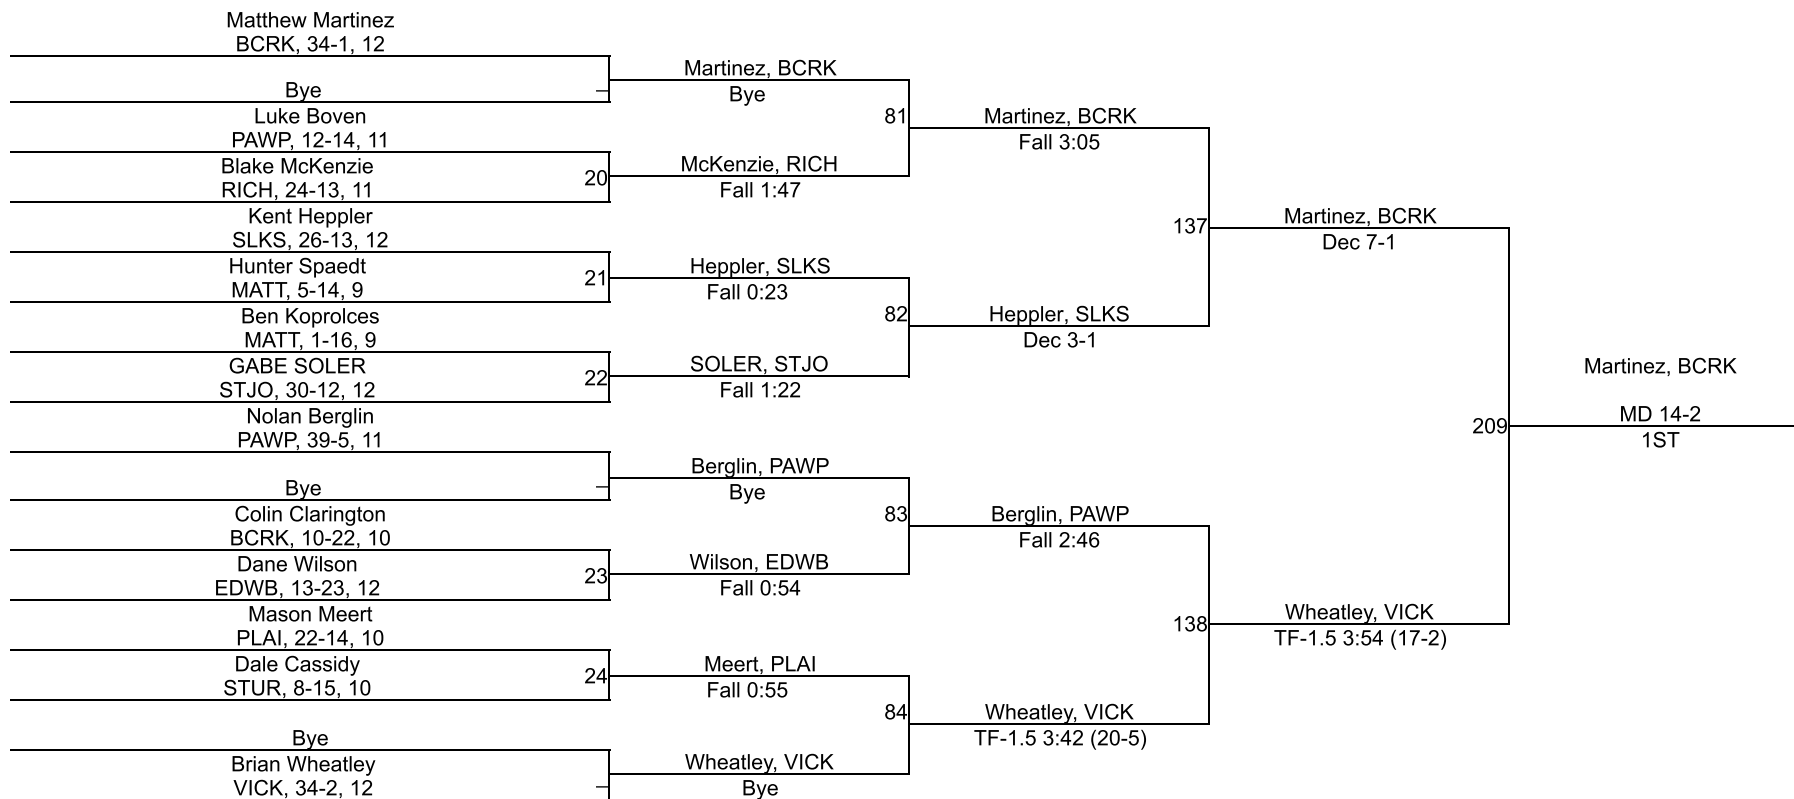 Matthew Martinez
BCRK, 34-1, 12
Bye
Luke Boven
PAWP, 12-14, 11
Blake McKenzie
RICH, 24-13, 11
20
Kent Heppler
SLKS, 26-13, 12
Hunter Spaedt
MATT, 5-14, 9
21
Ben Koprolces
MATT, 1-16, 9
GABE SOLER
STJO, 30-12, 12
22
Nolan Berglin
PAWP, 39-5, 11
Bye
Colin Clarington
BCRK, 10-22, 10
Dane Wilson
EDWB, 13-23, 12
23
Mason Meert
PLAI, 22-14, 10
Dale Cassidy
STUR, 8-15, 10
24
Bye
Brian Wheatley
VICK, 34-2, 12
Martinez, BCRK
Bye
81
McKenzie, RICH
Fall 1:47
Heppler, SLKS
Fall 0:23
82
SOLER, STJO
Fall 1:22
Berglin, PAWP
Bye
83
Wilson, EDWB
Fall 0:54
Meert, PLAI
Fall 0:55
84
Wheatley, VICK
Bye
Martinez, BCRK
Fall 3:05
137
Heppler, SLKS
Dec 3-1
Berglin, PAWP
Fall 2:46
138
Wheatley, VICK
TF-1.5 3:42 (20-5)
Martinez, BCRK
Dec 7-1
209
Wheatley, VICK
TF-1.5 3:54 (17-2)
Martinez, BCRK
MD 14-2
1ST